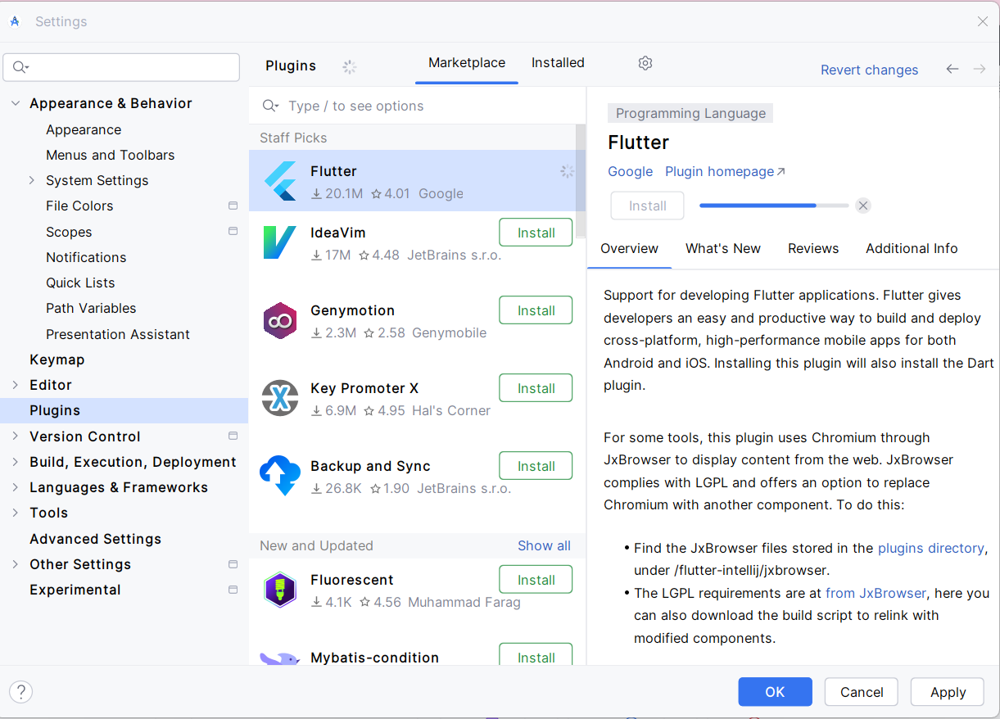 Settings
Appearance & Behavior
Appearance
Menus and Toolbars
System Settings
File Colors
Scopes
Notifications
Quick Lists
Path Variables
Presentation Assistant
Keymap
Editor
Plugins
Version Control
Build, Execution, Deployment
Languages & Frameworks
Tools
Advanced Settings
Other Settings
Experimental
Plugins
Marketplace
Installed
Revert changes
Type / to see options
Staff Picks
Flutter
20.1M 4.01 Google
IdeaVim
17M 4.48 JetBrains s.r.o.
Install
Genymotion
2.3M 2.58 Genymobile
Install
Key Promoter X
6.9M 4.95 Hal's Corner
Install
Backup and Sync
26.8K 1.90 JetBrains s.r.o.
Install
New and Updated Show all
Fluorescent
4.1K 4.56 Muhammad Farag
Install
Mybatis-condition
Install
Programming Language
Flutter
Google Plugin homepage
Install
Overview What's New Reviews Additional Info
Support for developing Flutter applications. Flutter gives
developers an easy and productive way to build and deploy
cross-platform, high-performance mobile apps for both
Android and iOS. Installing this plugin will also install the Dart
plugin.
For some tools, this plugin uses Chromium through
JxBrowser to display content from the web. JxBrowser
complies with LGPL and offers an option to replace
Chromium with another component. To do this:
• Find the JxBrowser files stored in the plugins directory,
under /flutter-intellij/jxbrowser.
• The LGPL requirements are at from JxBrowser, here you
can also download the build script to relink with
modified components.
?
OK Cancel Apply